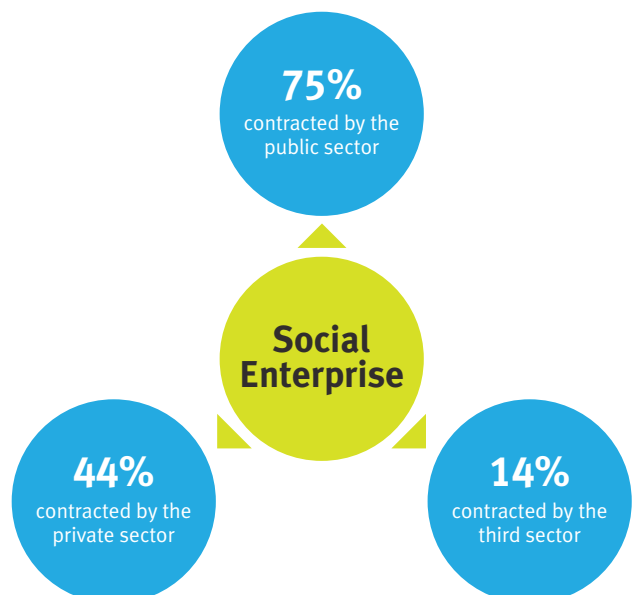 75%
contracted by the
public sector
Social
Enterprise
44%
contracted by the
private sector
14%
contracted by the
third sector